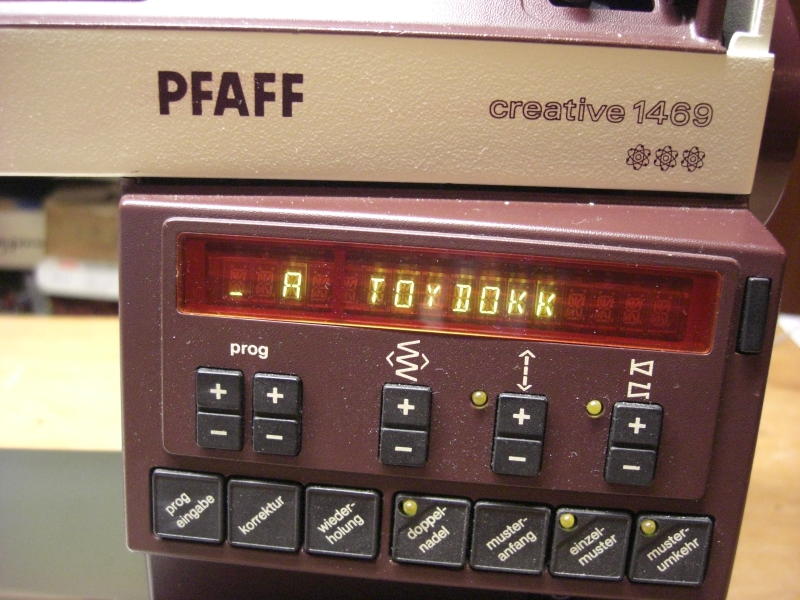 PFAFF
creative 1469
_ A TOYDOKK
prog
+ + + + +
- - - - -
prog eingabe
korrektur
wieder-
holung
doppel-
nadel
muster-
anfang
einzel-
muster
muster-
umkehr